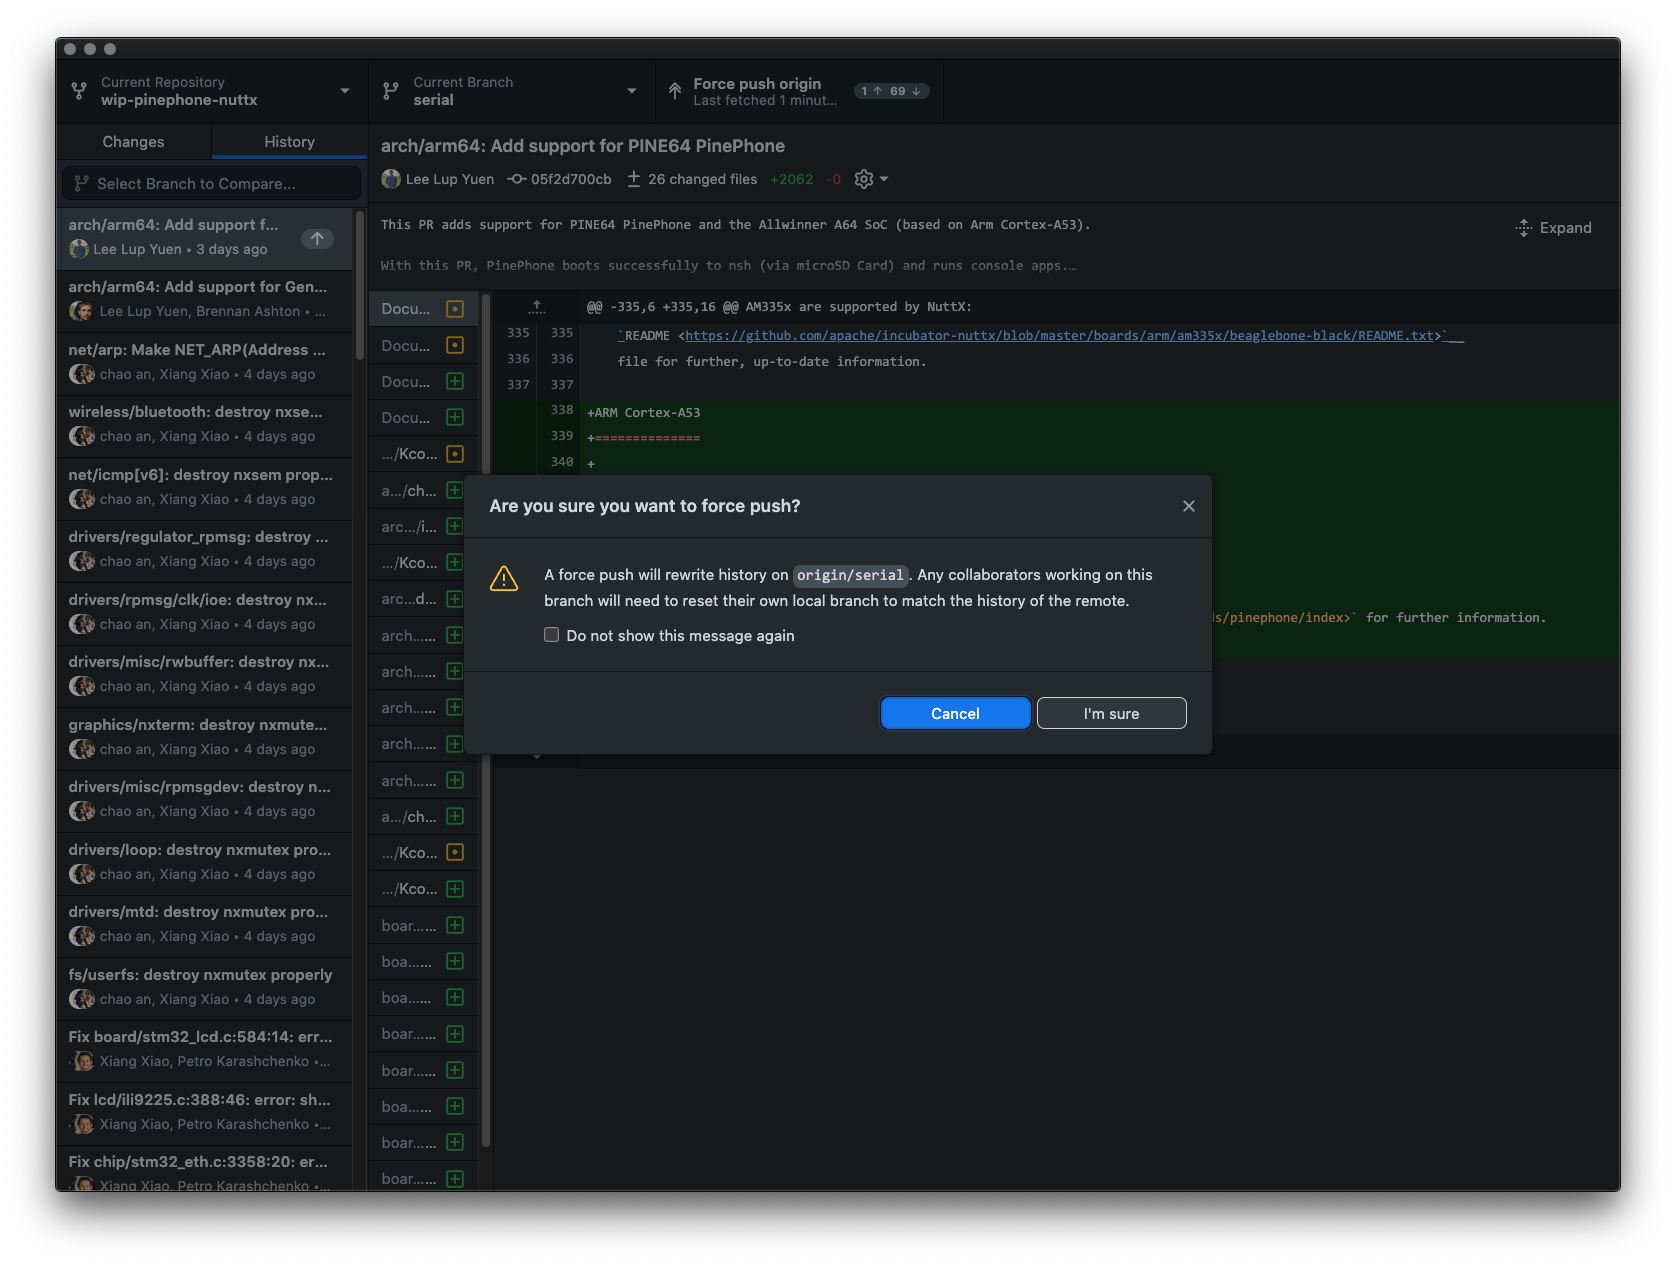 Current Repository
wip-pinephone-nuttx
Current Branch
serial
Force push origin
Last fetched 1 minut...
1 ↑ 69 ↓
Changes
History
Select Branch to Compare...
arch/arm64: Add support f...
Lee Lup Yuen • 3 days ago
arch/arm64: Add support for Gen...
Lee Lup Yuen, Brennan Ashton • ...
net/arp: Make NET_ARP(Address ...
chao an, Xiang Xiao • 4 days ago
wireless/bluetooth: destroy nxse...
chao an, Xiang Xiao • 4 days ago
net/icmp[v6]: destroy nxsem prop...
chao an, Xiang Xiao • 4 days ago
drivers/regulator_rpmsg: destroy ...
chao an, Xiang Xiao • 4 days ago
drivers/rpmsg/clk/ioe: destroy nx...
chao an, Xiang Xiao • 4 days ago
drivers/misc/rwbuffer: destroy nx...
chao an, Xiang Xiao • 4 days ago
graphics/nxterm: destroy nxmute...
chao an, Xiang Xiao • 4 days ago
drivers/misc/rpmsgdev: destroy n...
chao an, Xiang Xiao • 4 days ago
drivers/loop: destroy nxmutex pro...
chao an, Xiang Xiao • 4 days ago
drivers/mtd: destroy nxmutex pro...
chao an, Xiang Xiao • 4 days ago
fs/userfs: destroy nxmutex properly
chao an, Xiang Xiao • 4 days ago
Fix board/stm32_lcd.c:584:14: err...
Xiang Xiao, Petro Karashchenko •...
Fix lcd/ili9225.c:388:46: error: sh...
Xiang Xiao, Petro Karashchenko •...
Fix chip/stm32_eth.c:3358:20: er...
Xiang Xiao, Petro Karashchenko •...
arch/arm64: Add support for PINE64 PinePhone
Lee Lup Yuen 05f2d700cb 26 changed files +2062 -0
This PR adds support for PINE64 PinePhone and the Allwinner A64 SoC (based on Arm Cortex-A53).
Expand
With this PR, PinePhone boots successfully to nsh (via microSD Card) and runs console apps.…
Docu...
Docu...
Docu...
Docu...
.../Kco...
a.../ch...
arc.../i...
.../Kco...
arc...d...
arch......
arch......
arch......
arch......
arch......
a.../ch...
.../Kco...
.../Kco...
boar......
boa......
boa......
boar......
boar......
boa......
boar......
boar......
@@ -335,6 +335,16 @@ AM335x are supported by NuttX:
335 335 `README <https://github.com/apache/incubator-nuttx/blob/master/boards/arm/am335x/beaglebone-black/README.txt>`__
336 336 file for further, up-to-date information.
337 337
338 +ARM Cortex-A53
339 +==============
340 +
s/pinephone/index>` for further information.
Are you sure you want to force push?
A force push will rewrite history on origin/serial. Any collaborators working on this
branch will need to reset their own local branch to match the history of the remote.
Do not show this message again
Cancel
I'm sure